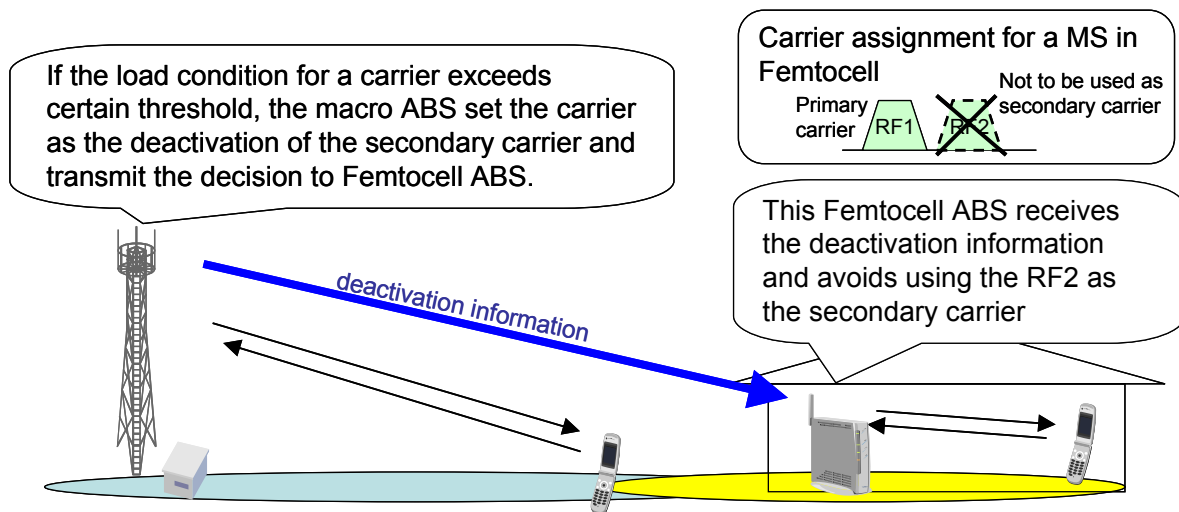 If the load condition for a carrier exceeds
certain threshold, the macro ABS set the carrier
as the deactivation of the secondary carrier and
transmit the decision to Femtocell ABS.
Carrier assignment for a MS in
Femtocell
Primary
carrier
RF1
RF2
Not to be used as
secondary carrier
This Femtocell ABS receives
the deactivation information
and avoids using the RF2 as
the secondary carrier
deactivation information